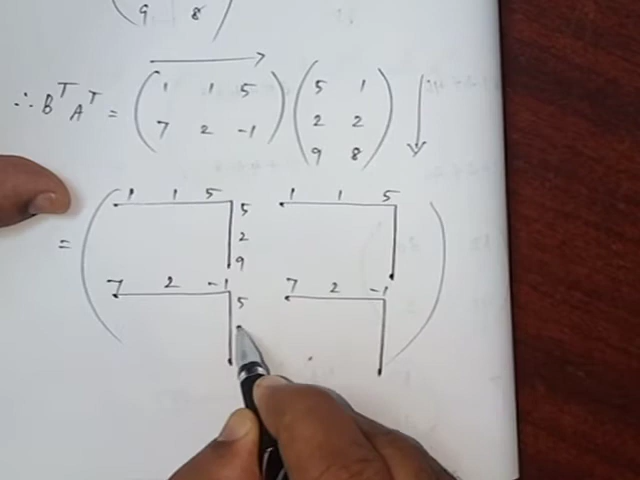 9 8
∴ BᵀAᵀ = ( 1 1 5 ) ( 5 1 )
7 2 -1 2 2
9 8
= ( 1 1 5 1 1 5 )
5
2
9
7 2 -1 7 2 -1
5